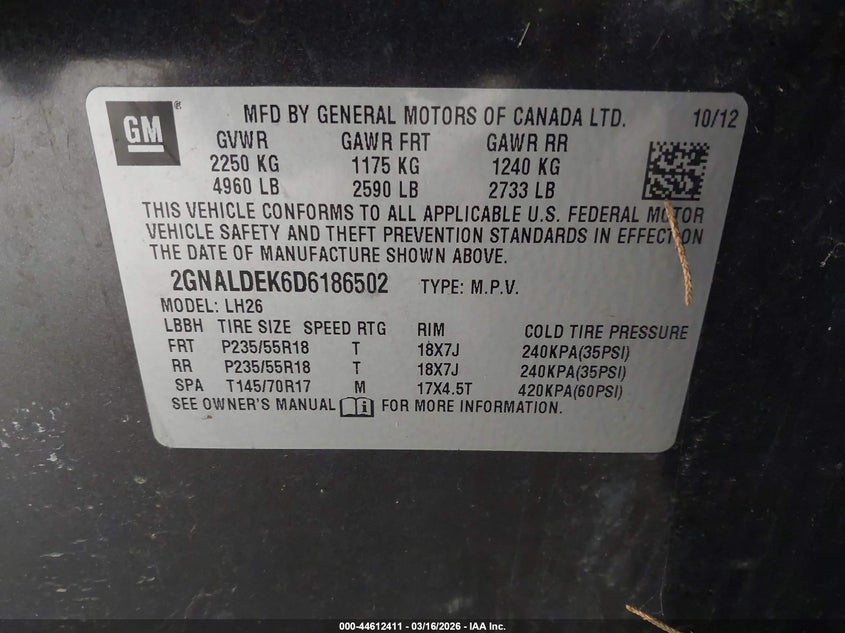 GM ®
MFD BY GENERAL MOTORS OF CANADA LTD. 10/12
GVWR GAWR FRT GAWR RR
2250 KG 1175 KG 1240 KG
4960 LB 2590 LB 2733 LB
THIS VEHICLE CONFORMS TO ALL APPLICABLE U.S. FEDERAL MOTOR
VEHICLE SAFETY AND THEFT PREVENTION STANDARDS IN EFFECT ON
THE DATE OF MANUFACTURE SHOWN ABOVE.
2GNALDEK6D6186502 TYPE: M.P.V.
MODEL: LH26
LBBH TIRE SIZE SPEED RTG RIM COLD TIRE PRESSURE
FRT P235/55R18 T 18X7J 240KPA(35PSI)
RR P235/55R18 T 18X7J 240KPA(35PSI)
SPA T145/70R17 M 17X4.5T 420KPA(60PSI)
SEE OWNER'S MANUAL i FOR MORE INFORMATION.
000-44612411 - 03/16/2026 - IAA Inc.